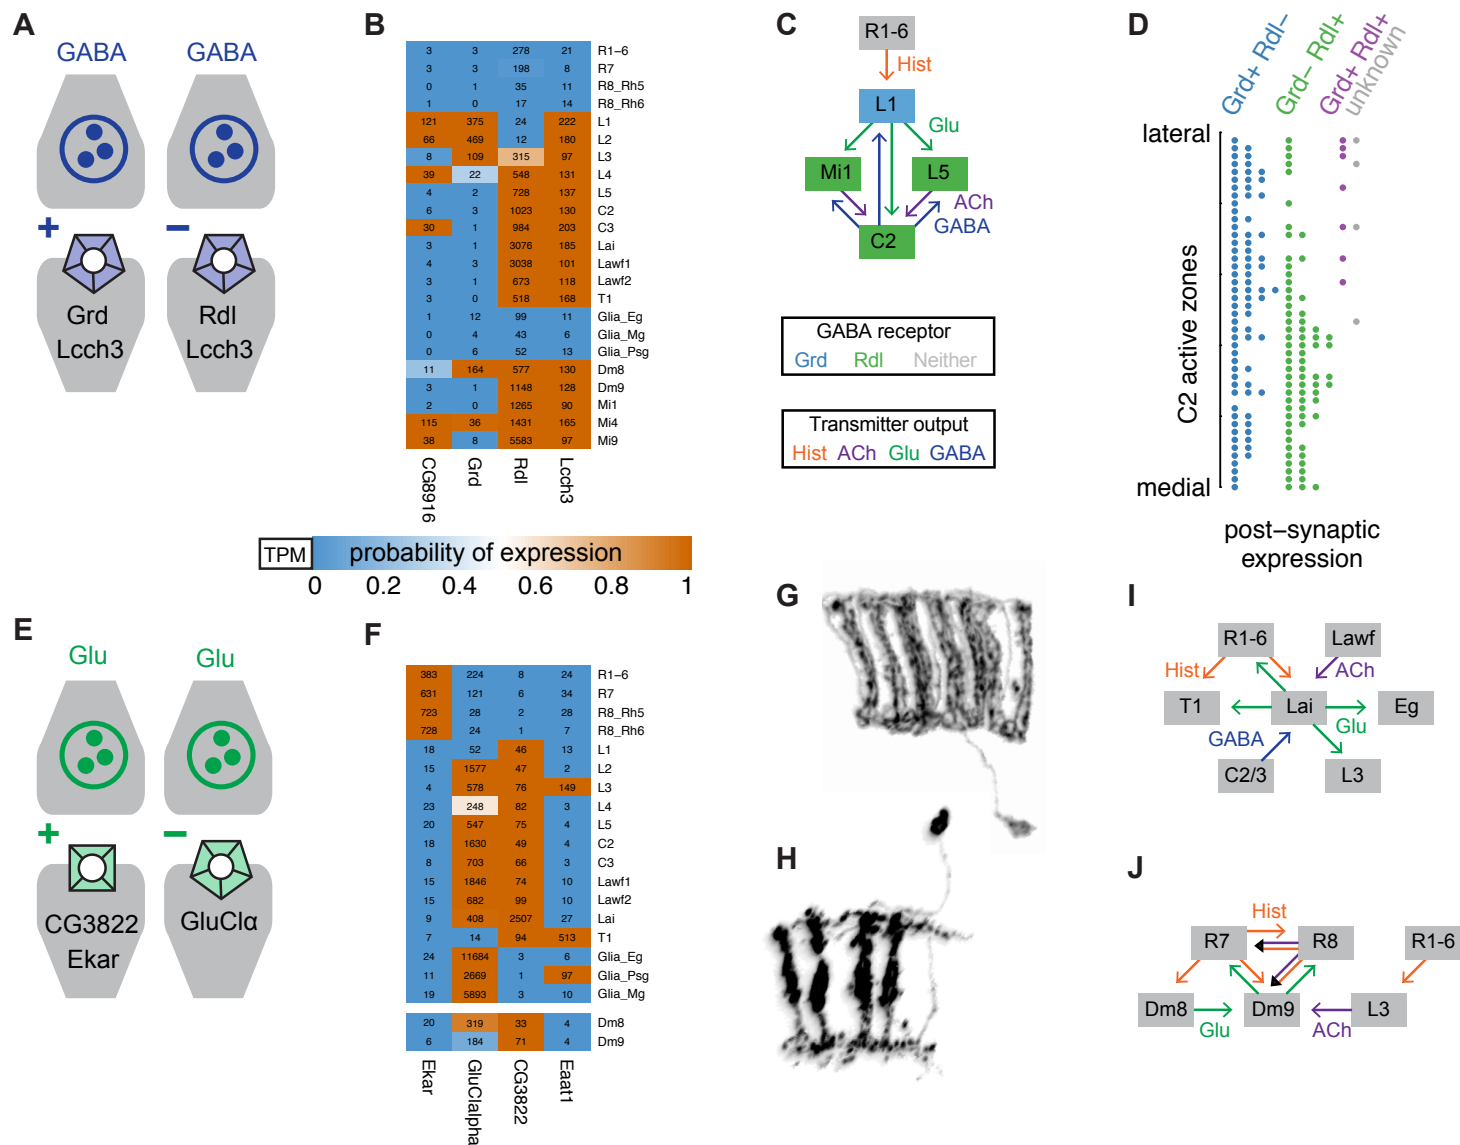 A
GABA
GABA
+
−
Grd
Lcch3
Rdl
Lcch3
B
3 3 278 21 R1−6
3 3 198 8 R7
0 1 35 11 R8_Rh5
1 0 17 14 R8_Rh6
121 375 24 222 L1
66 469 12 180 L2
8 109 315 97 L3
39 22 548 131 L4
4 2 728 137 L5
6 3 1023 130 C2
30 1 984 203 C3
3 1 3076 185 Lai
4 3 3038 101 Lawf1
3 1 673 118 Lawf2
3 0 518 168 T1
1 12 99 11 Glia_Eg
0 4 43 6 Glia_Mg
0 6 52 13 Glia_Psg
11 164 577 130 Dm8
3 1 1148 128 Dm9
2 0 1265 90 Mi1
115 36 1431 165 Mi4
38 8 5583 97 Mi9
CG8916 Grd Rdl Lcch3
TPM probability of expression
0 0.2 0.4 0.6 0.8 1
C
R1-6
Hist
L1
Glu
Mi1
L5
ACh
GABA
C2
GABA receptor
Grd Rdl Neither
Transmitter output
Hist ACh Glu GABA
D
Grd+ Rdl−
Grd− Rdl+
Grd+ Rdl+
unknown
lateral
C2 active zones
medial
post−synaptic
expression
E
Glu
Glu
+
−
CG3822
Ekar
GluClα
F
383 224 8 24 R1−6
631 121 6 34 R7
723 28 2 28 R8_Rh5
728 24 1 7 R8_Rh6
18 52 46 13 L1
15 1577 47 2 L2
4 578 76 149 L3
23 248 82 3 L4
20 547 75 4 L5
18 1630 49 4 C2
8 703 66 3 C3
15 1846 74 10 Lawf1
15 682 99 10 Lawf2
9 408 2507 27 Lai
7 14 94 513 T1
24 11684 3 6 Glia_Eg
11 2669 1 97 Glia_Psg
19 5893 3 10 Glia_Mg
20 319 33 4 Dm8
6 184 71 4 Dm9
Ekar GluClalpha CG3822 Eaat1
G
H
I
R1-6
Lawf
Hist
ACh
T1
Lai
Eg
Glu
GABA
C2/3
L3
J
Hist
R7
R8
R1-6
Dm8
Dm9
L3
Glu
ACh